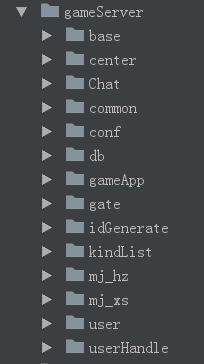 gameServer
base
center
Chat
common
conf
db
gameApp
gate
idGenerate
kindList
mj_hz
mj_xs
user
userHandle